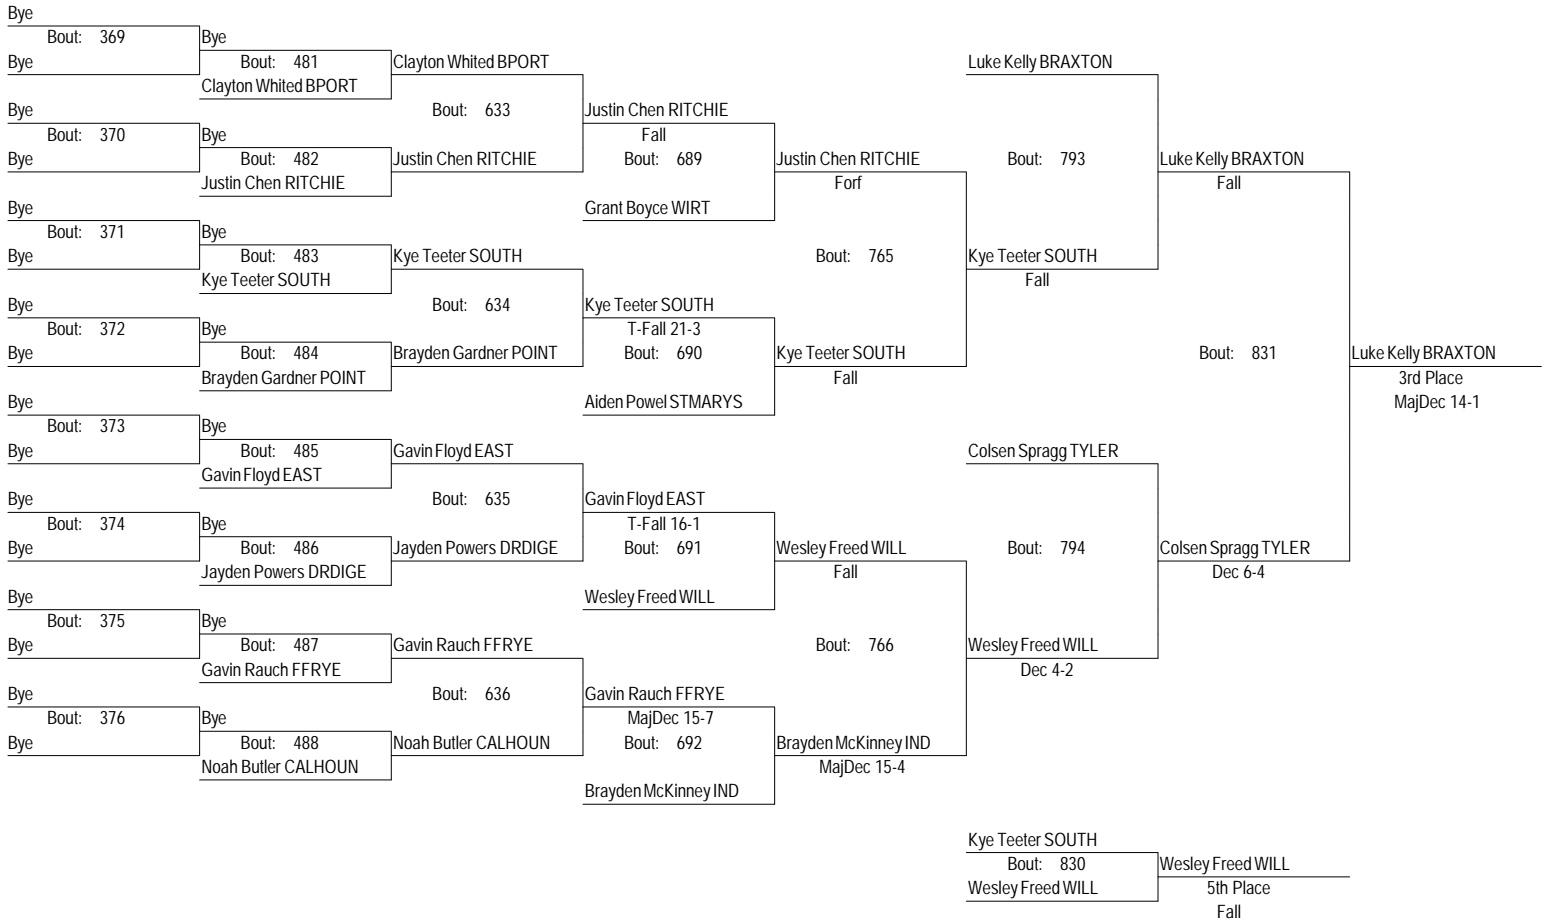 Bye
Bout: 369
Bye
Bye
Bout: 481
Clayton Whited BPORT
Clayton Whited BPORT
Bout: 633
Bye
Bout: 370
Bye
Bye
Bout: 482
Justin Chen RITCHIE
Justin Chen RITCHIE
Justin Chen RITCHIE
Fall
Bout: 689
Grant Boyce WIRT
Justin Chen RITCHIE
Forf
Bye
Bout: 371
Bye
Bye
Bout: 483
Kye Teeter SOUTH
Kye Teeter SOUTH
Bout: 634
Bye
Bout: 372
Bye
Bye
Bout: 484
Brayden Gardner POINT
Brayden Gardner POINT
Kye Teeter SOUTH
T-Fall 21-3
Bout: 690
Aiden Powel STMARYS
Kye Teeter SOUTH
Fall
Bout: 765
Kye Teeter SOUTH
Fall
Luke Kelly BRAXTON
Bout: 793
Luke Kelly BRAXTON
Fall
Bye
Bout: 373
Bye
Bye
Bout: 485
Gavin Floyd EAST
Gavin Floyd EAST
Bout: 635
Bye
Bout: 374
Bye
Bye
Bout: 486
Jayden Powers DRDIGE
Jayden Powers DRDIGE
Gavin Floyd EAST
T-Fall 16-1
Bout: 691
Wesley Freed WILL
Wesley Freed WILL
Fall
Bye
Bout: 375
Bye
Bye
Bout: 487
Gavin Rauch FFRYE
Gavin Rauch FFRYE
Bout: 636
Bye
Bout: 376
Bye
Bye
Bout: 488
Noah Butler CALHOUN
Noah Butler CALHOUN
Gavin Rauch FFRYE
MajDec 15-7
Bout: 692
Brayden McKinney IND
Brayden McKinney IND
MajDec 15-4
Bout: 766
Wesley Freed WILL
Dec 4-2
Colsen Spragg TYLER
Bout: 794
Colsen Spragg TYLER
Dec 6-4
Bout: 831
Luke Kelly BRAXTON
3rd Place
MajDec 14-1
Kye Teeter SOUTH
Bout: 830
Wesley Freed WILL
Wesley Freed WILL
5th Place
Fall